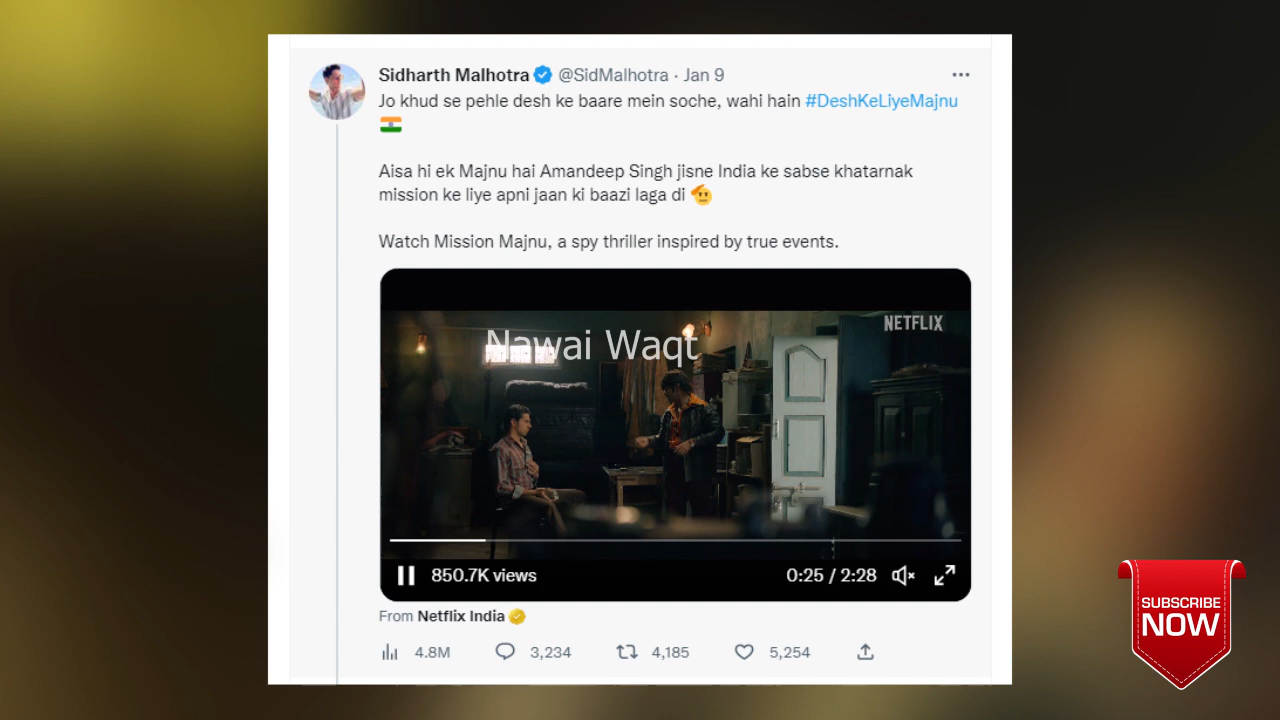 Sidharth Malhotra @SidMalhotra · Jan 9
Jo khud se pehle desh ke baare mein soche, wahi hain #DeshKeLiyeMajnu
Aisa hi ek Majnu hai Amandeep Singh jisne India ke sabse khatarnak
mission ke liye apni jaan ki baazi laga di
Watch Mission Majnu, a spy thriller inspired by true events.
NETFLIX
Nawai Waqt
850.7K views
0:25 / 2:28
From Netflix India
4.8M 3,234 4,185 5,254
SUBSCRIBE
NOW